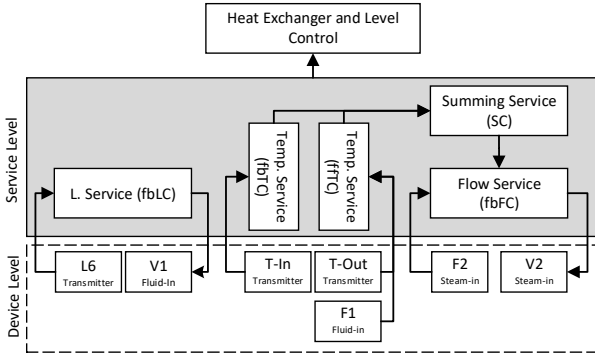 Heat Exchanger and Level
Control
Service Level
Summing Service
(SC)
Temp. Service
(fbTC)
Temp. Service
(ffTC)
L. Service (fbLC)
Flow Service
(fbFC)
Device Level
L6
Transmitter
V1
Fluid-In
T-In
Transmitter
T-Out
Transmitter
F2
Steam-in
V2
Steam-in
F1
Fluid-in